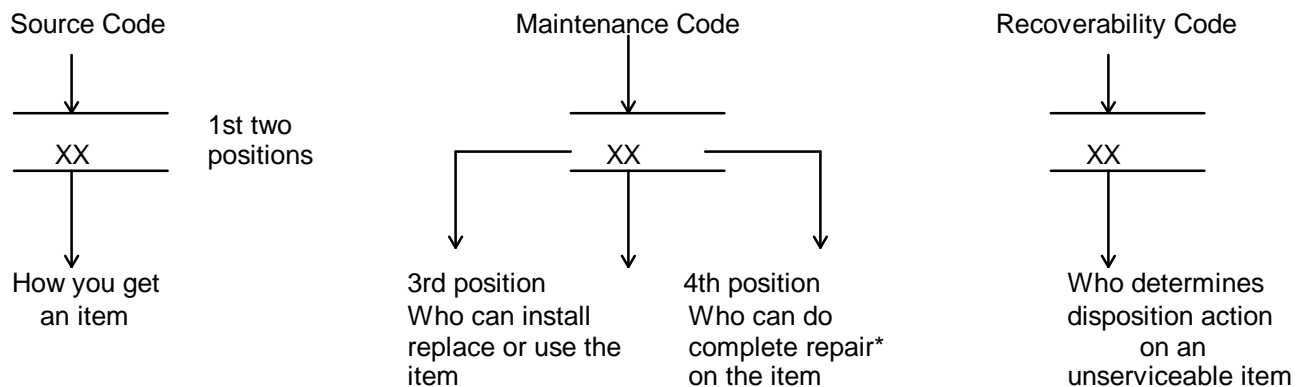 Source Code
XX
1st two
positions
How you get
an item
Maintenance Code
XX
3rd position
Who can install
replace or use the
item
4th position
Who can do
complete repair*
on the item
Recoverability Code
XX
Who determines
disposition action
on an
unserviceable item